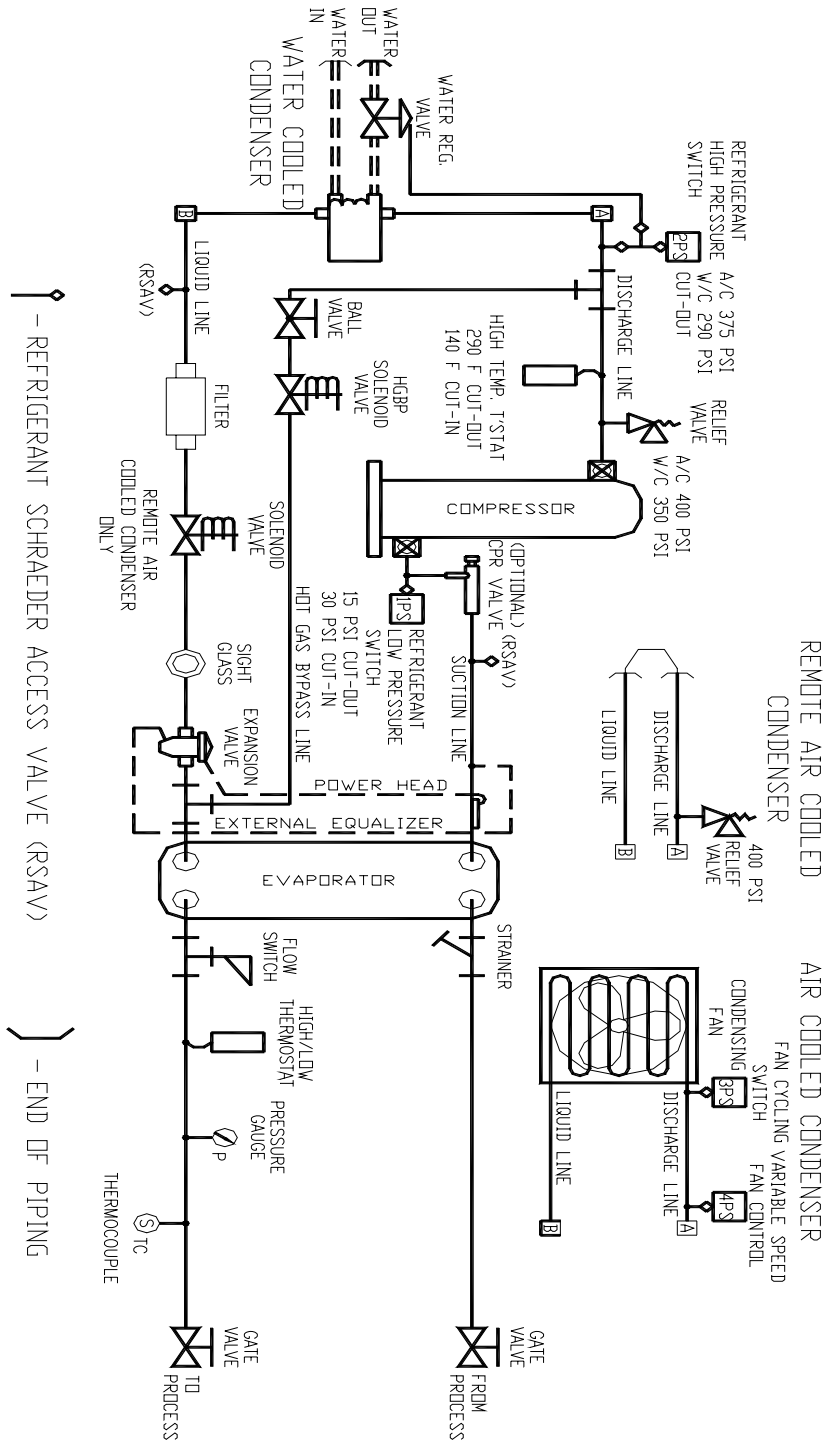 REMOTE AIR COOLED
CONDENSER
DISCHARGE LINE
LIQUID LINE
400 PSI
RELIEF
VALVE
A
B
AIR COOLED CONDENSER
FAN CYCLING
SWITCH
VARIABLE SPEED
FAN CONTROL
CONDENSING
FAN
3PS
4PS
DISCHARGE LINE
LIQUID LINE
A
B
REFRIGERANT
HIGH PRESSURE
SWITCH
A/C 375 PSI
W/C 290 PSI
CUT-OUT
2PS
A
DISCHARGE LINE
RELIEF
VALVE
A/C 400 PSI
W/C 350 PSI
HIGH TEMP. T'STAT
290 F CUT-OUT
140 F CUT-IN
COMPRESSOR
WATER REG.
VALVE
WATER
OUT
WATER
IN
WATER COOLED
CONDENSER
(OPTIONAL)
CPR VALVE
(RSAV)
SUCTION LINE
1PS
REFRIGERANT
LOW PRESSURE
SWITCH
15 PSI CUT-OUT
30 PSI CUT-IN
BALL
VALVE
HGBP
SOLENOID
VALVE
HOT GAS BYPASS LINE
B
LIQUID LINE
(RSAV)
FILTER
SOLENOID
VALVE
REMOTE AIR
COOLED CONDENSER
ONLY
SIGHT
GLASS
EXPANSION
VALVE
POWER HEAD
EXTERNAL EQUALIZER
EVAPORATOR
STRAINER
FLOW
SWITCH
HIGH/LOW
THERMOSTAT
PRESSURE
GAUGE
P
THERMOCOUPLE
S
TC
GATE
VALVE
FROM
PROCESS
GATE
VALVE
TO
PROCESS
- REFRIGERANT SCHRAEDER ACCESS VALVE (RSAV)
- END OF PIPING